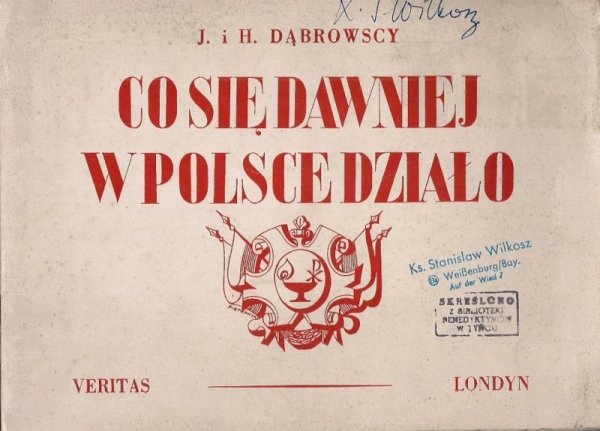 X. S Wilkosz
J. i H. DĄBROWSCY
CO SIĘ DAWNIEJ
W POLSCE DZIAŁO
Ks. Stanislaw Wilkosz
Weißenburg/Bay.
Auf der Wied
SKREŚLONO
Z BIBLIOTEKI
BENEDYKTYNÓW
W TYŃCU
VERITAS LONDYN